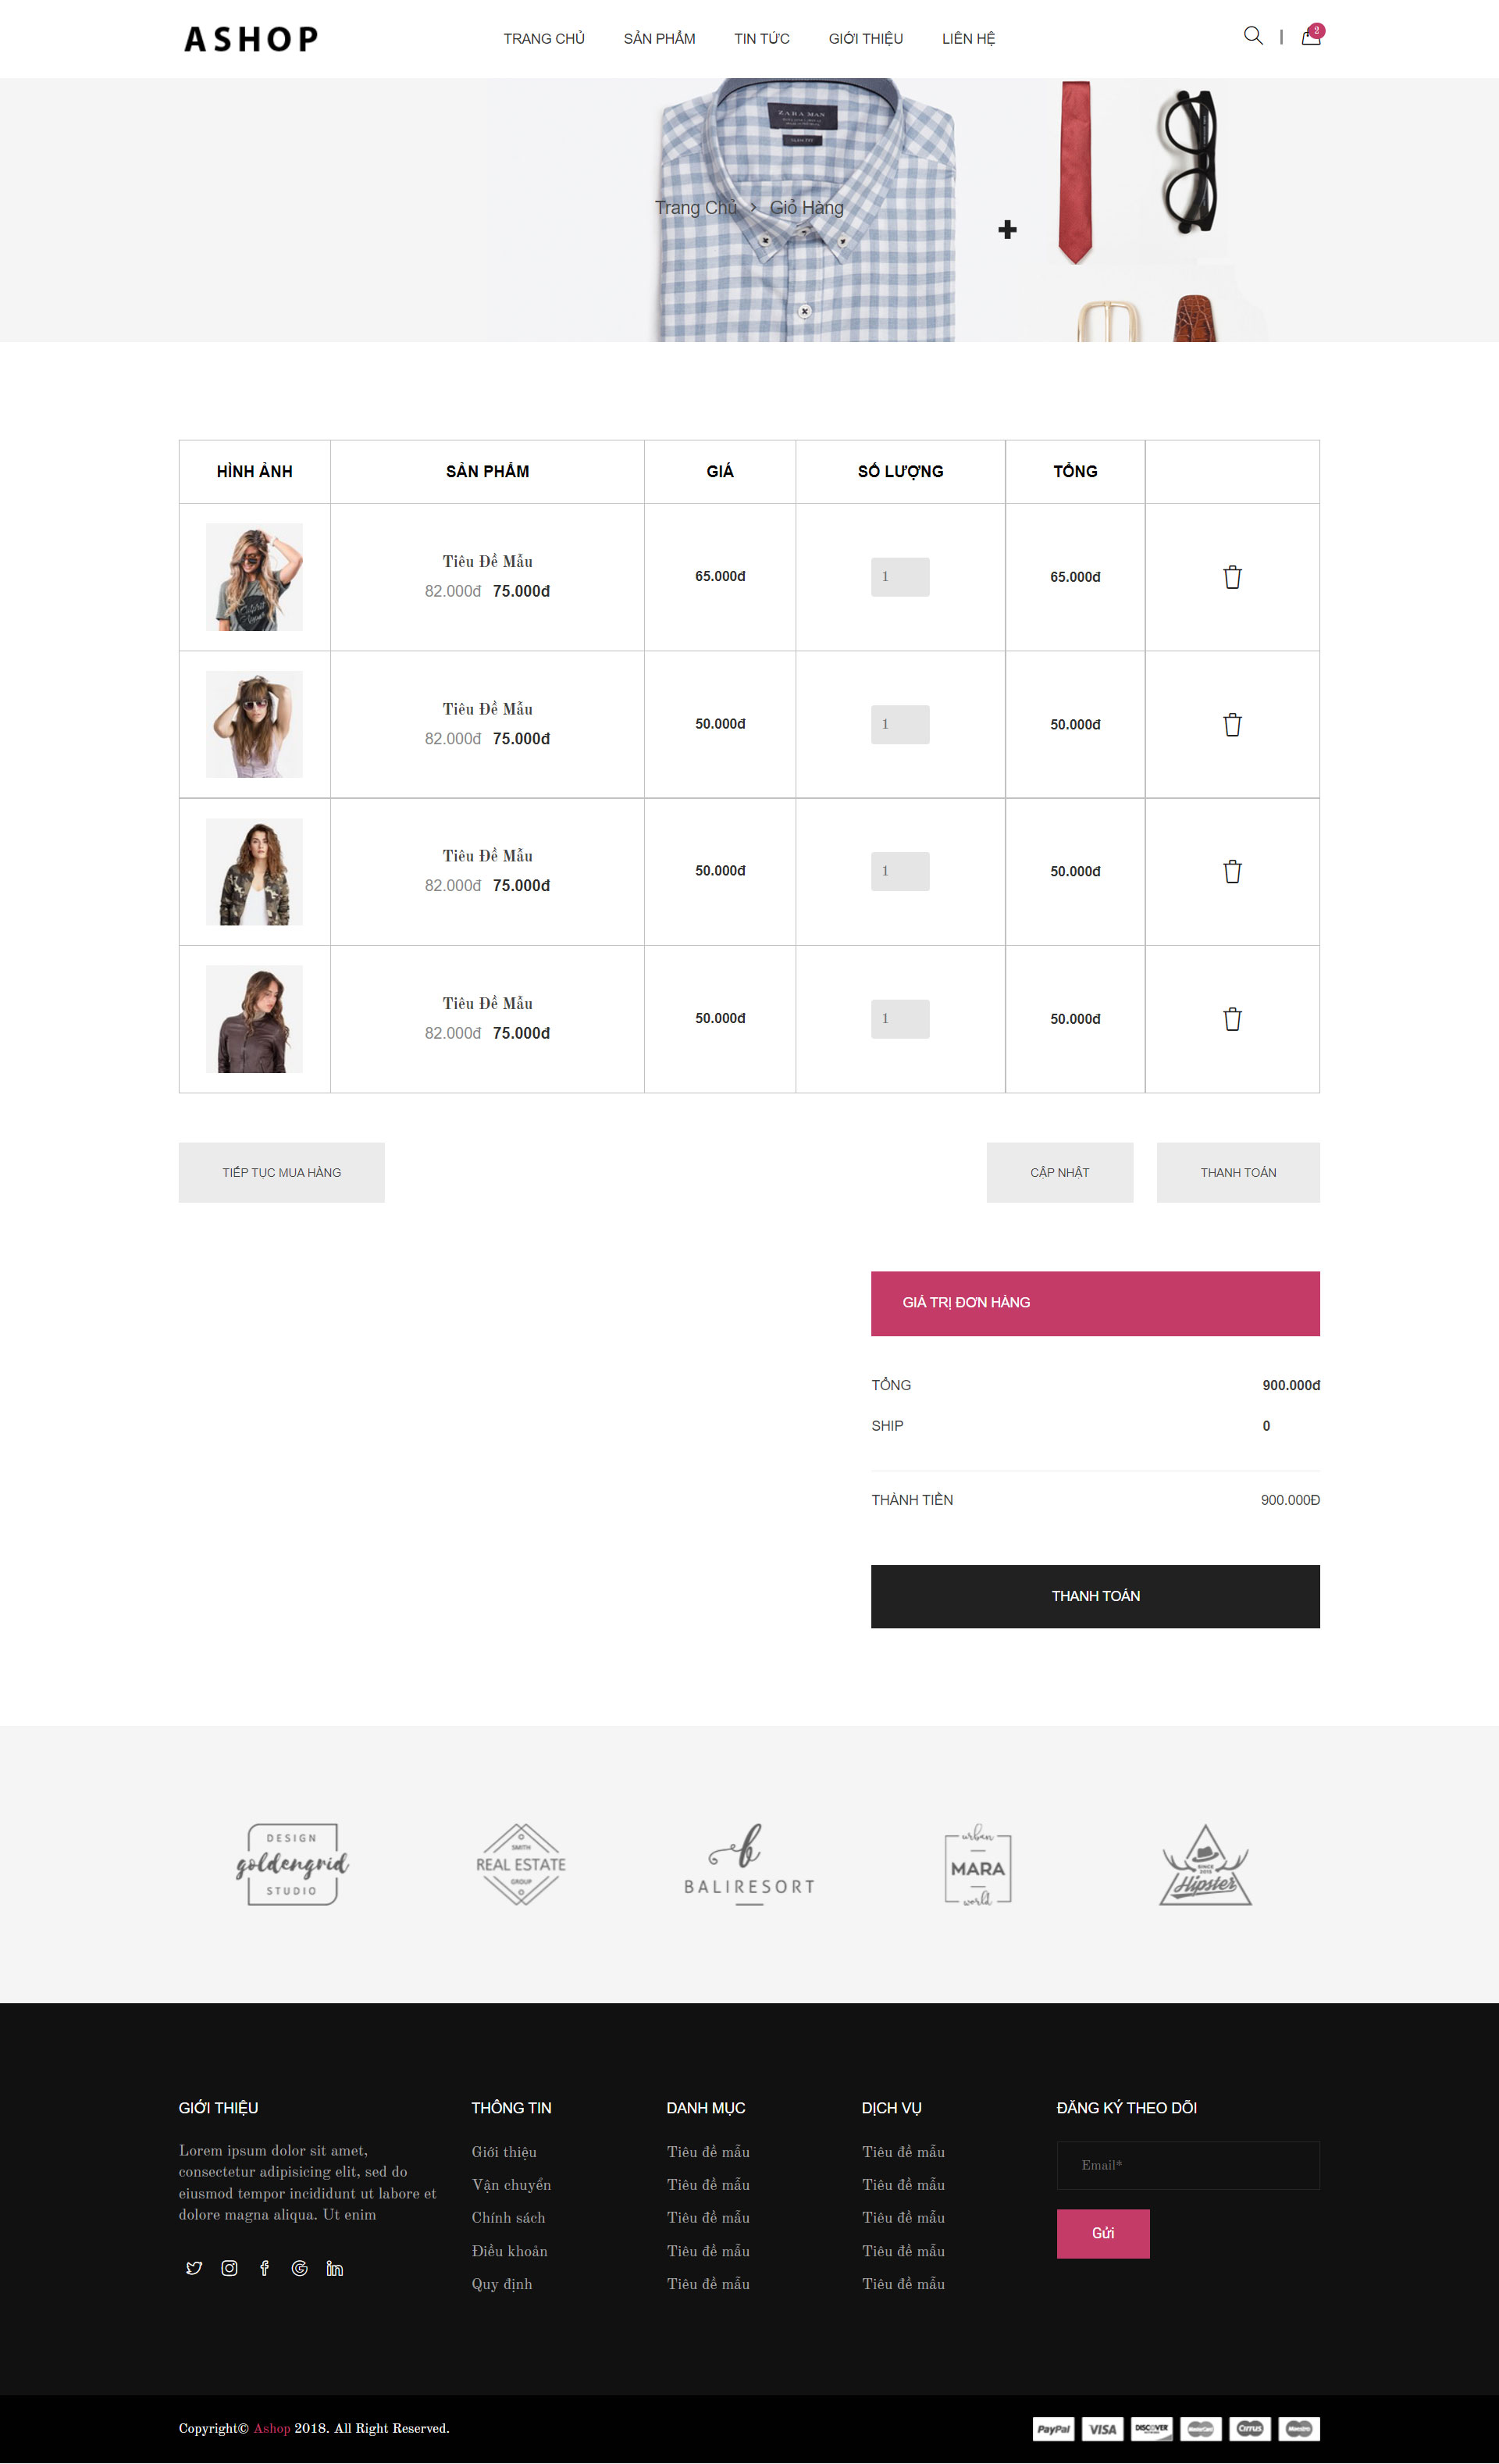 ASHOP
TRANG CHỦ SẢN PHẨM TIN TỨC GIỚI THIỆU LIÊN HỆ
2
ZARA MAN
SLIM FIT
Trang Chủ > Giỏ Hàng
HÌNH ẢNH SẢN PHẨM GIÁ SỐ LƯỢNG TỔNG
Tiêu Đề Mẫu
82.000đ 75.000đ
65.000đ
1
65.000đ
Tiêu Đề Mẫu
82.000đ 75.000đ
50.000đ
1
50.000đ
Tiêu Đề Mẫu
82.000đ 75.000đ
50.000đ
1
50.000đ
Tiêu Đề Mẫu
82.000đ 75.000đ
50.000đ
1
50.000đ
TIẾP TỤC MUA HÀNG CẬP NHẬT THANH TOÁN
GIÁ TRỊ ĐƠN HÀNG
TỔNG 900.000đ
SHIP 0
THÀNH TIỀN 900.000Đ
THANH TOÁN
DESIGN
goldengrid
STUDIO
SMITH
REAL ESTATE
GROUP
b
BALIRESORT
urban
MARA
world
SINCE
2015
Hipster
GIỚI THIỆU
Lorem ipsum dolor sit amet,
consectetur adipisicing elit, sed do
eiusmod tempor incididunt ut labore et
dolore magna aliqua. Ut enim
THÔNG TIN
Giới thiệu
Vận chuyển
Chính sách
Điều khoản
Quy định
DANH MỤC
Tiêu đề mẫu
Tiêu đề mẫu
Tiêu đề mẫu
Tiêu đề mẫu
Tiêu đề mẫu
DỊCH VỤ
Tiêu đề mẫu
Tiêu đề mẫu
Tiêu đề mẫu
Tiêu đề mẫu
Tiêu đề mẫu
ĐĂNG KÝ THEO DÕI
Email*
Gửi
Copyright© Ashop 2018. All Right Reserved.
PayPal VISA DISCOVER MasterCard Cirrus Maestro